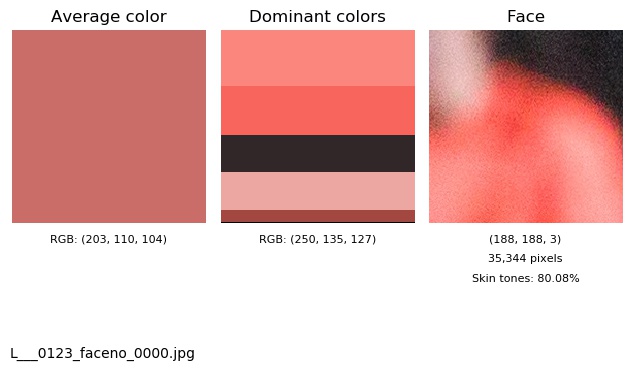 Average color
Dominant colors
Face
RGB: (203, 110, 104)
RGB: (250, 135, 127)
(188, 188, 3)
35,344 pixels
Skin tones: 80.08%
L___0123_faceno_0000.jpg